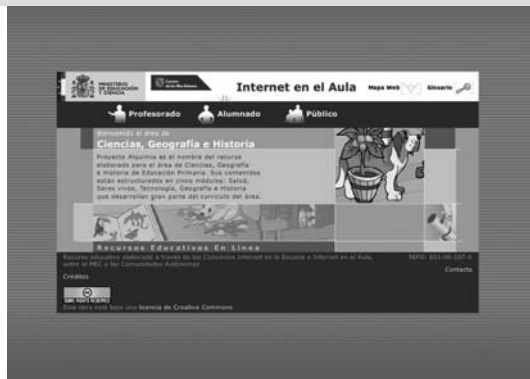 MINISTERIO
DE EDUCACIÓN
Y CIENCIA
Internet en el Aula
Mapa Web
Glosario
Profesorado
Alumnado
Público
Bienvenido al área de
Ciencias, Geografía e Historia
Proyecto Alquimia es el nombre del recurso
elaborado para el área de Ciencias, Geografía
e Historia de Educación Primaria. Sus contenidos
están estructurados en cinco módulos: Salud,
Seres vivos, Tecnología, Geografía e Historia
que desarrollan gran parte del currículo del área.
Recursos Educativos En Línea
Recurso educativo elaborado a través de los Convenios Internet en la Escuela e Internet en el Aula,
entre el MEC y las Comunidades Autónomas.
Contacta
Créditos
SOME RIGHTS RESERVED
Esta obra está bajo una licencia de Creative Commons